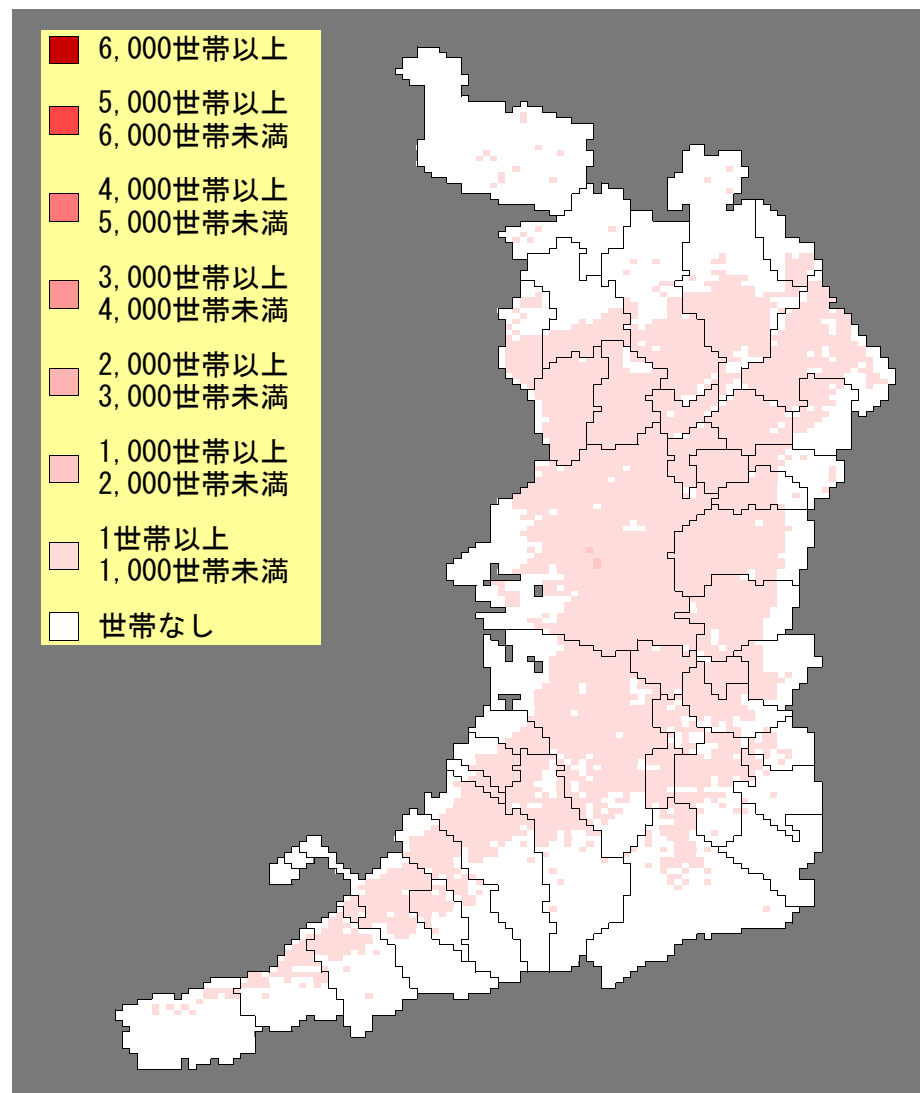 6,000世帯以上
5,000世帯以上
6,000世帯未満
4,000世帯以上
5,000世帯未満
3,000世帯以上
4,000世帯未満
2,000世帯以上
3,000世帯未満
1,000世帯以上
2,000世帯未満
1世帯以上
1,000世帯未満
世帯なし